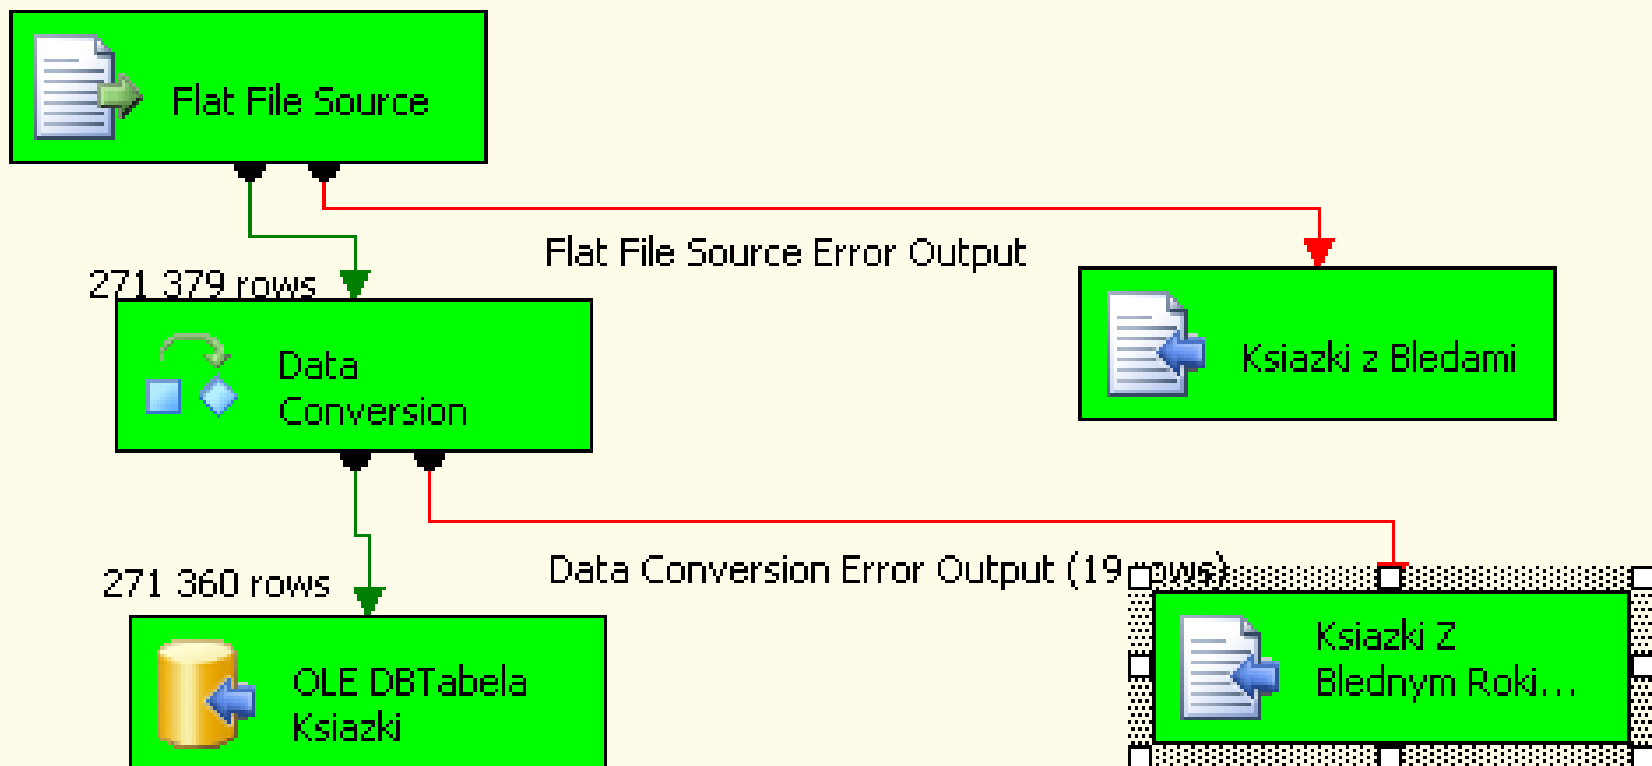 Flat File Source
Flat File Source Error Output
271 379 rows
Ksiazki z Bledami
Data
Conversion
Data Conversion Error Output (19 rows)
271 360 rows
Ksiazki Z
Blednym Roki...
OLE DBTabela
Ksiazki